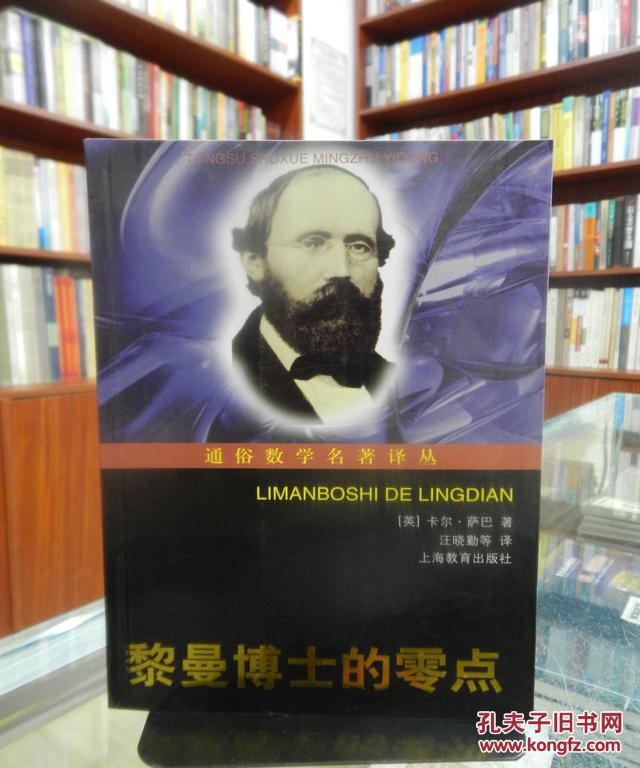 TONGSU SHUXUE MINGZHU YICONG
通俗数学名著译丛
LIMANBOSHI DE LINGDIAN
[英] 卡尔·萨巴 著
汪晓勤等 译
上海教育出版社
黎曼博士的零点
孔夫子旧书网
www.kongfz.com